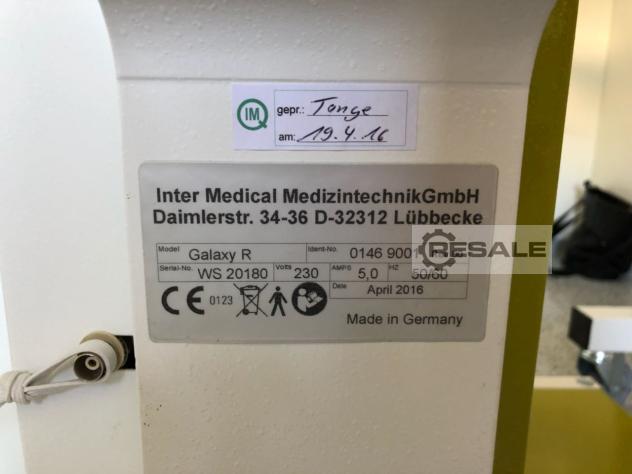 IM
gepr.: Tonye
am: 19.4.16
Inter Medical MedizintechnikGmbH
Daimlerstr. 34-36 D-32312 Lübbecke
Model Galaxy R Ident-No. 0146 9001
Serial-No. WS 20180 Volts 230 AMPS 5,0 HZ 50/60
0123 Date April 2016
Made in Germany
RESALE